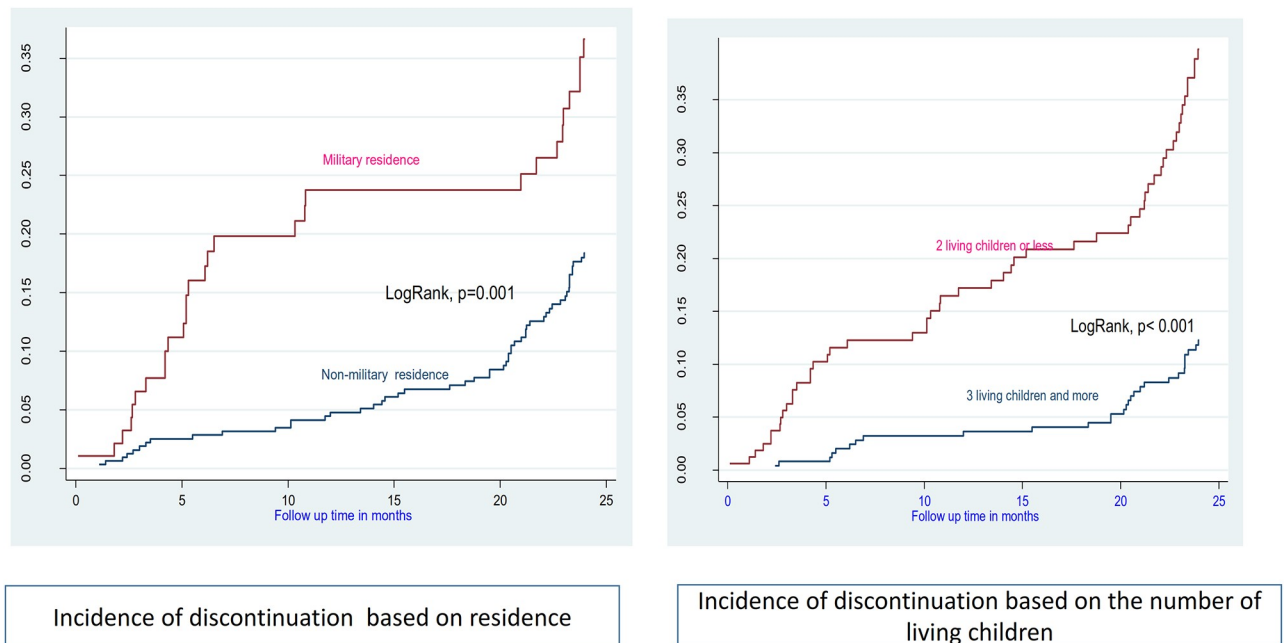 0.35
0.30
0.25
0.20
0.15
0.10
0.05
0.00
Military residence
LogRank, p=0.001
Non-military residence
0 5 10 15 20 25
Follow up time in months
Incidence of discontinuation based on residence
0.35
0.30
0.25
0.20
0.15
0.10
0.05
0.00
2 living children or less
LogRank, p< 0.001
3 living children and more
0 5 10 15 20 25
Follow up time in months
Incidence of discontinuation based on the number of
living children